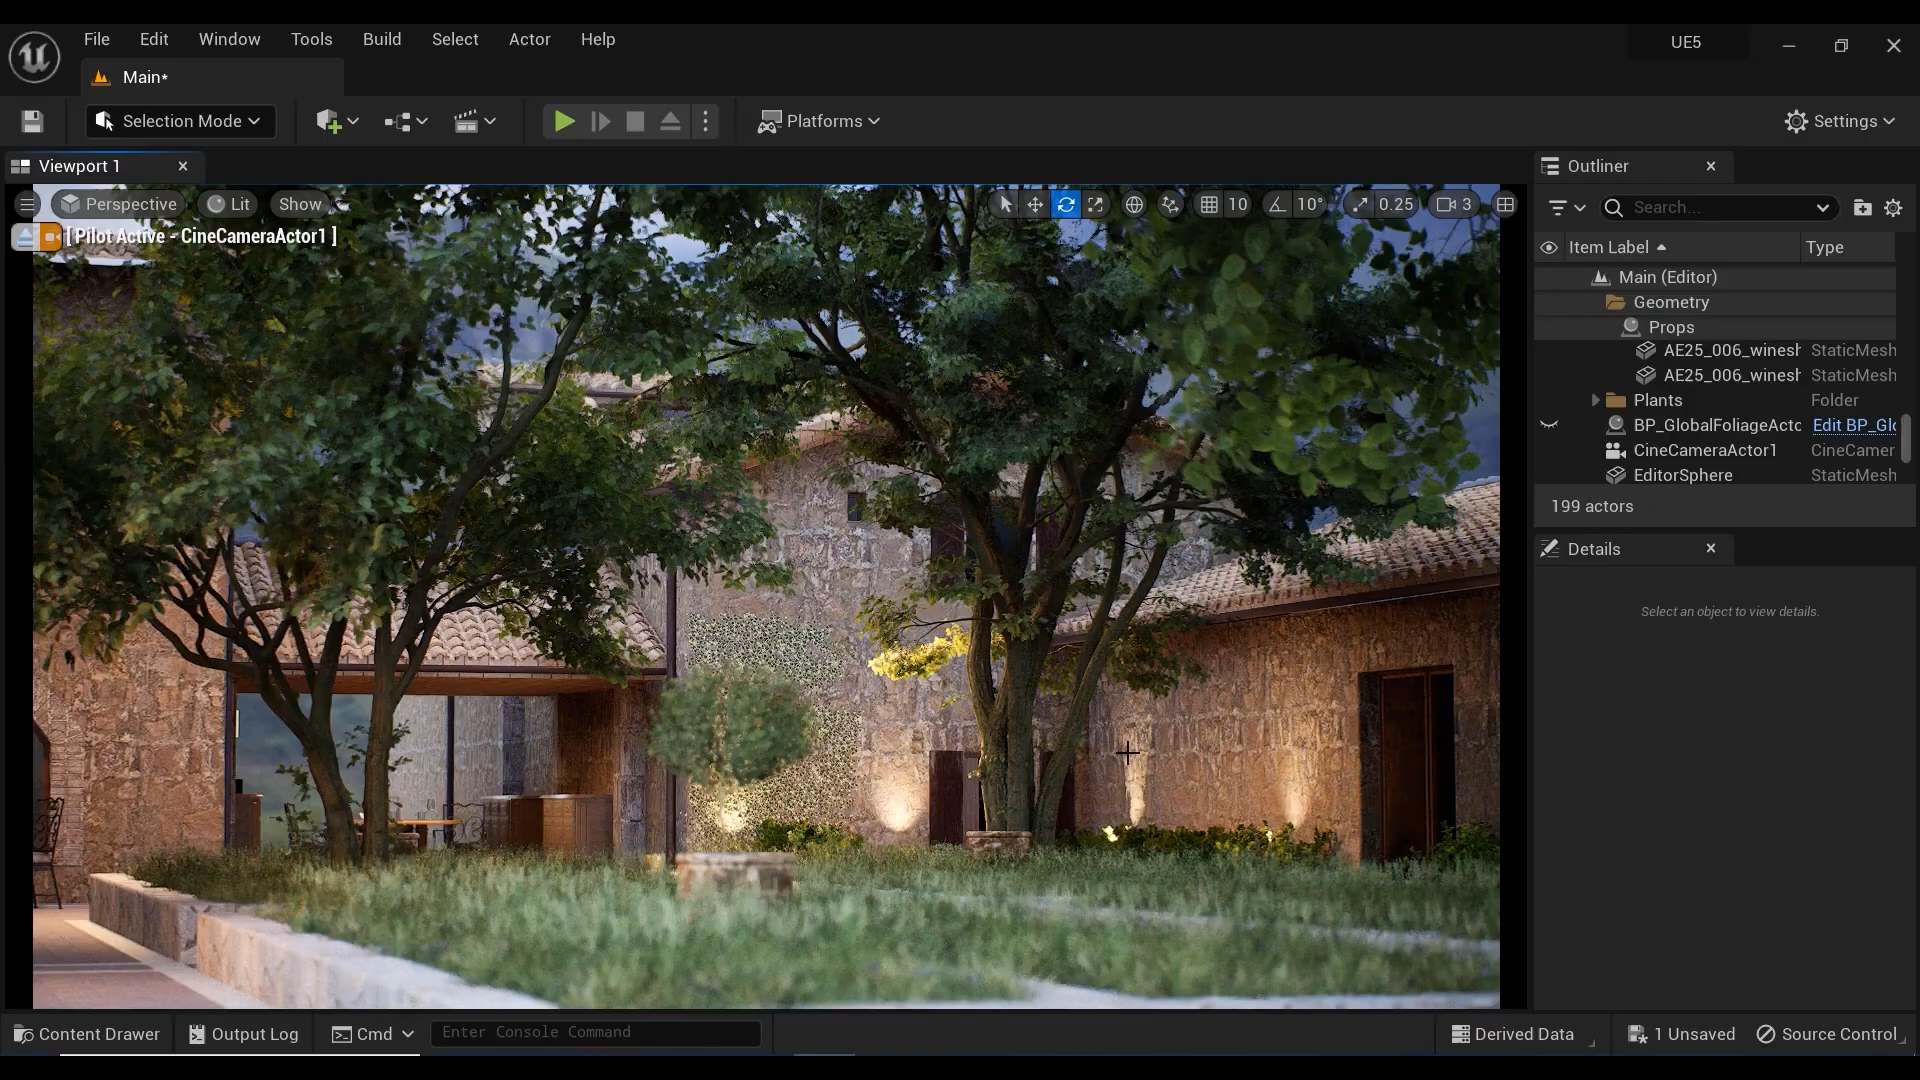 File Edit Window Tools Build Select Actor Help
UE5
Main*
Selection Mode
Platforms
Settings
Viewport 1
Outliner
Perspective Lit Show
10 10° 0.25 3
Search...
[ Pilot Active - CineCameraActor1 ]
Item Label Type
Main (Editor)
Geometry
Props
AE25_006_winesh StaticMesh
AE25_006_winesh StaticMesh
Plants Folder
BP_GlobalFoliageActo Edit BP_Glo
CineCameraActor1 CineCamer
EditorSphere StaticMesh
199 actors
Details
Select an object to view details.
Content Drawer Output Log Cmd Enter Console Command Derived Data 1 Unsaved Source Control